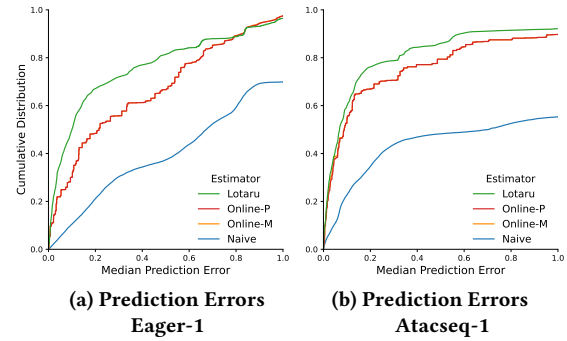 Cumulative Distribution
1.0
0.8
0.6
0.4
0.2
0.0
0.0 0.2 0.4 0.6 0.8 1.0
Median Prediction Error
Estimator
Lotaru
Online-P
Online-M
Naive
(a) Prediction Errors
Eager-1
1.0
0.8
0.6
0.4
0.2
0.0
0.0 0.2 0.4 0.6 0.8 1.0
Median Prediction Error
Estimator
Lotaru
Online-P
Online-M
Naive
(b) Prediction Errors
Atacseq-1